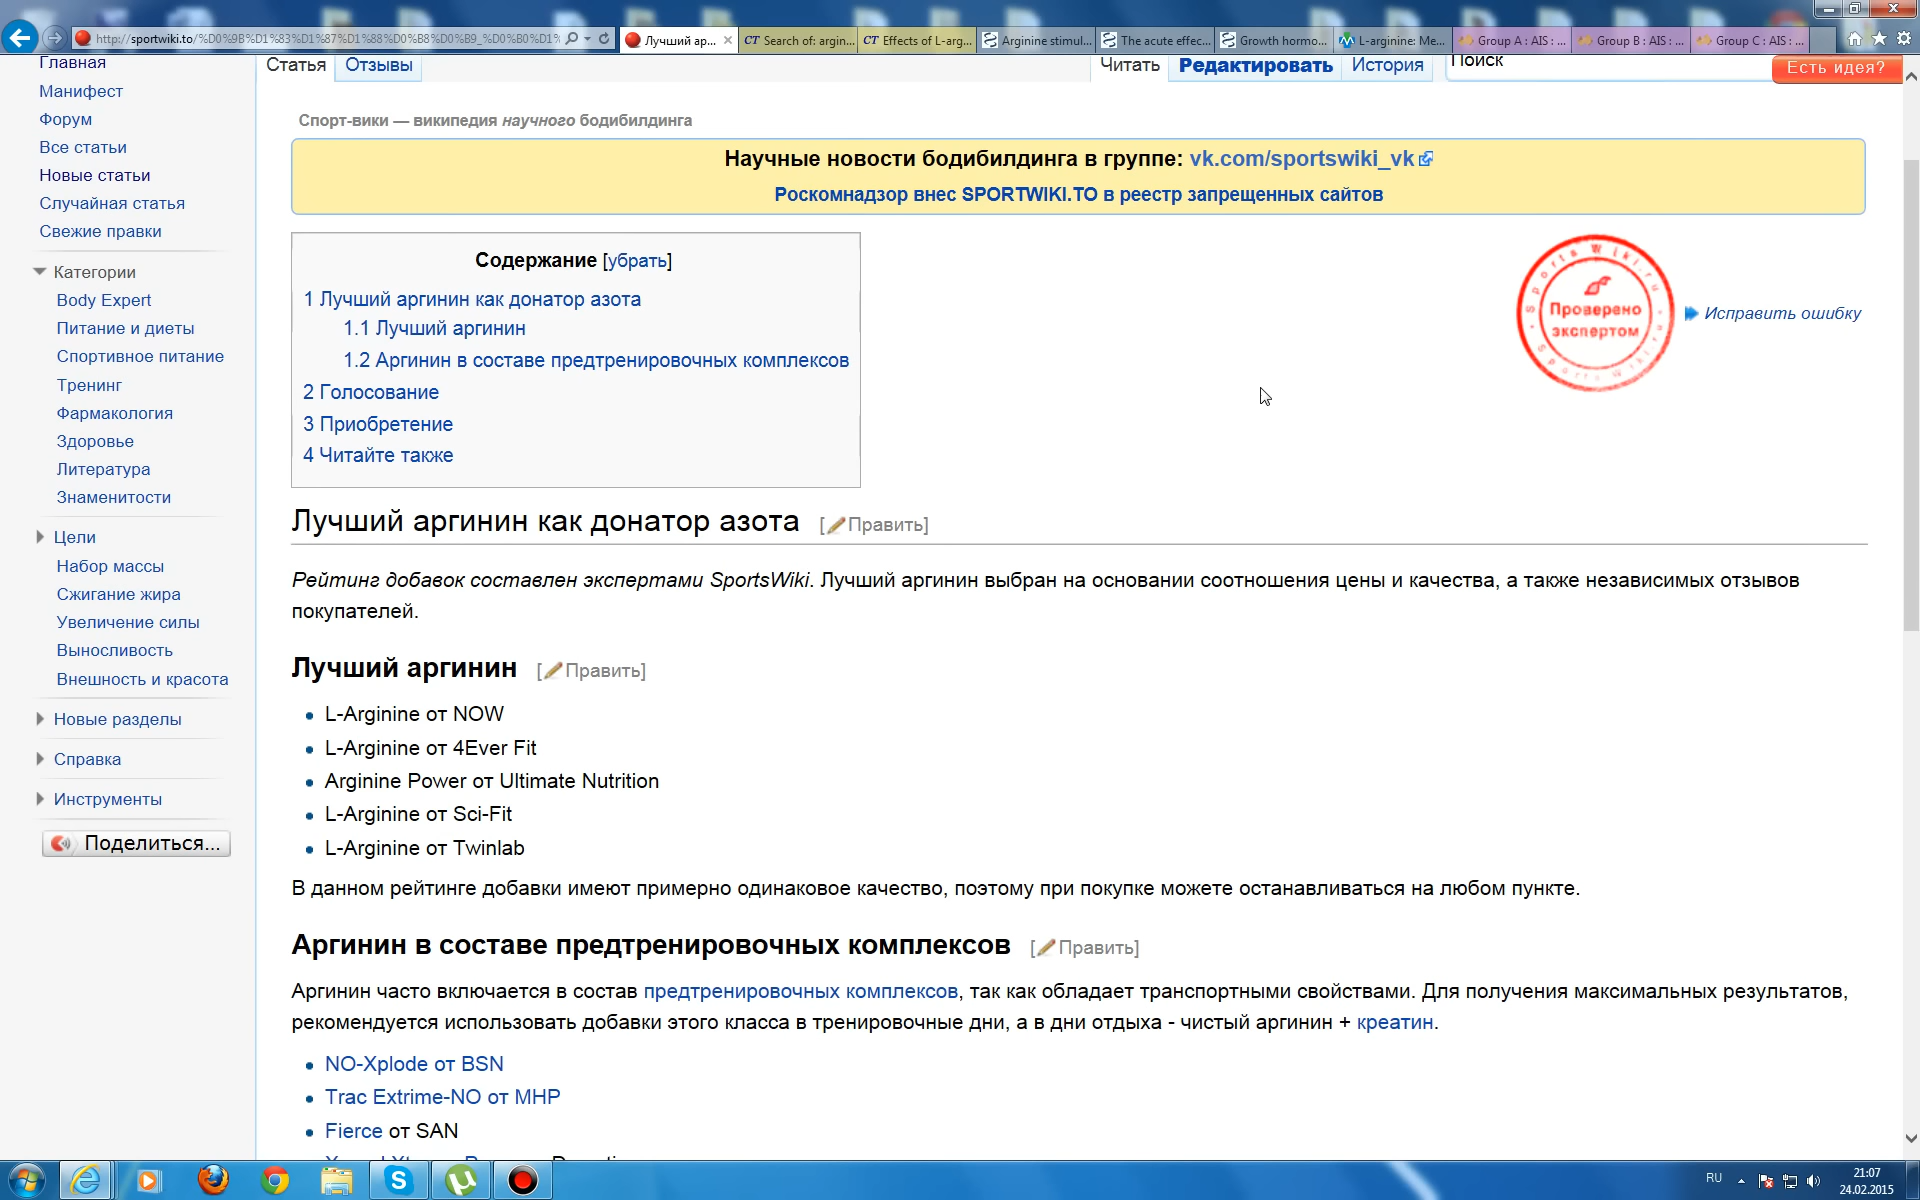 http://sportwiki.to/%D0%9B%D1%83%D1%87%D1%88%D0%B8%D0%B9_%D0%B0%D1%
Лучший ар...
CT Search of: argin...
CT Effects of L-arg...
Arginine stimul...
The acute effec...
Growth hormo...
L-arginine: Me...
Group A : AIS : ...
Group B : AIS : ...
Group C : AIS : ...
Главная
Манифест
Форум
Все статьи
Новые статьи
Случайная статья
Свежие правки
Категории
Body Expert
Питание и диеты
Спортивное питание
Тренинг
Фармакология
Здоровье
Литература
Знаменитости
Цели
Набор массы
Сжигание жира
Увеличение силы
Выносливость
Внешность и красота
Новые разделы
Справка
Инструменты
Поделиться...
Статья Отзывы Читать Редактировать История Поиск
Есть идея?
Спорт-вики — википедия научного бодибилдинга
Научные новости бодибилдинга в группе: vk.com/sportswiki_vk
Роскомнадзор внес SPORTWIKI.TO в реестр запрещенных сайтов
Содержание [убрать]
1 Лучший аргинин как донатор азота
1.1 Лучший аргинин
1.2 Аргинин в составе предтренировочных комплексов
2 Голосование
3 Приобретение
4 Читайте также
Sports Wiki.ru
Проверено
экспертом
Sports Wiki.ru
Исправить ошибку
Лучший аргинин как донатор азота [Править]
Рейтинг добавок составлен экспертами SportsWiki. Лучший аргинин выбран на основании соотношения цены и качества, а также независимых отзывов
покупателей.
Лучший аргинин [Править]
L-Arginine от NOW
L-Arginine от 4Ever Fit
Arginine Power от Ultimate Nutrition
L-Arginine от Sci-Fit
L-Arginine от Twinlab
В данном рейтинге добавки имеют примерно одинаковое качество, поэтому при покупке можете останавливаться на любом пункте.
Аргинин в составе предтренировочных комплексов [Править]
Аргинин часто включается в состав предтренировочных комплексов, так как обладает транспортными свойствами. Для получения максимальных результатов,
рекомендуется использовать добавки этого класса в тренировочные дни, а в дни отдыха - чистый аргинин + креатин.
NO-Xplode от BSN
Trac Extrime-NO от MHP
Fierce от SAN
RU
21:07
24.02.2015